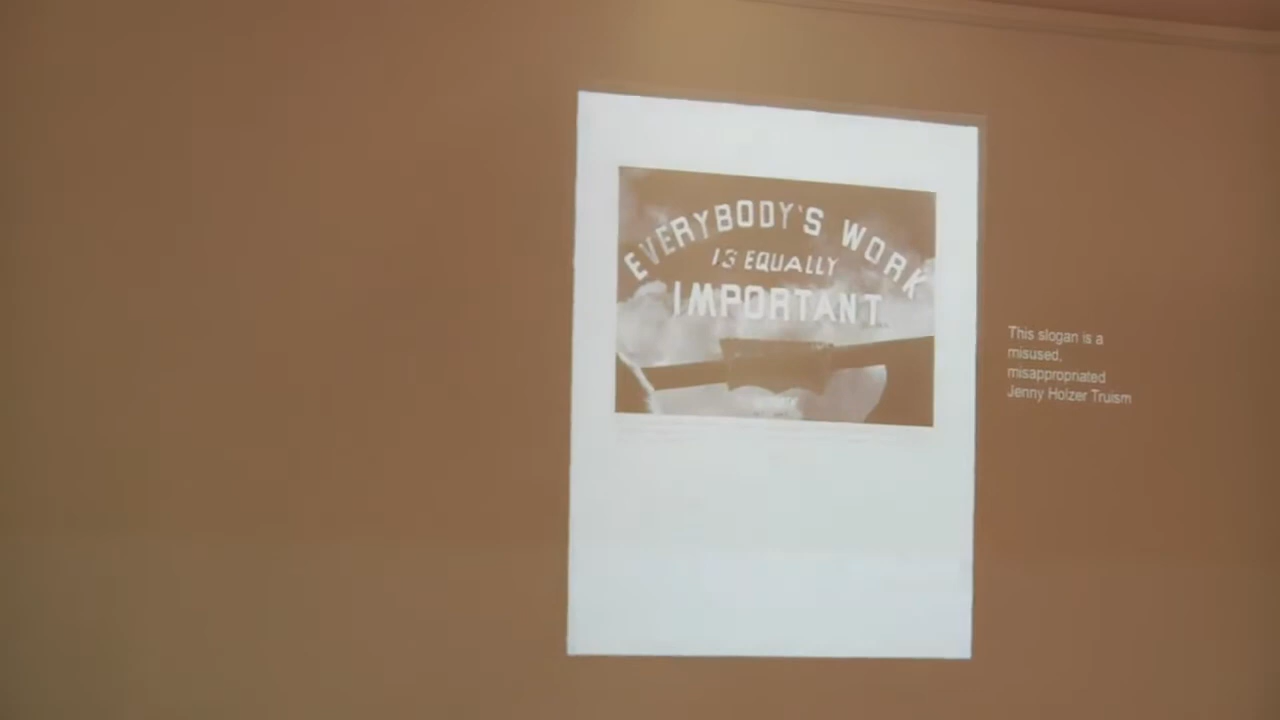 EVERYBODY'S WORK
IS EQUALLY
IMPORTANT
This slogan is a
misused,
misappropriated
Jenny Holzer Truism